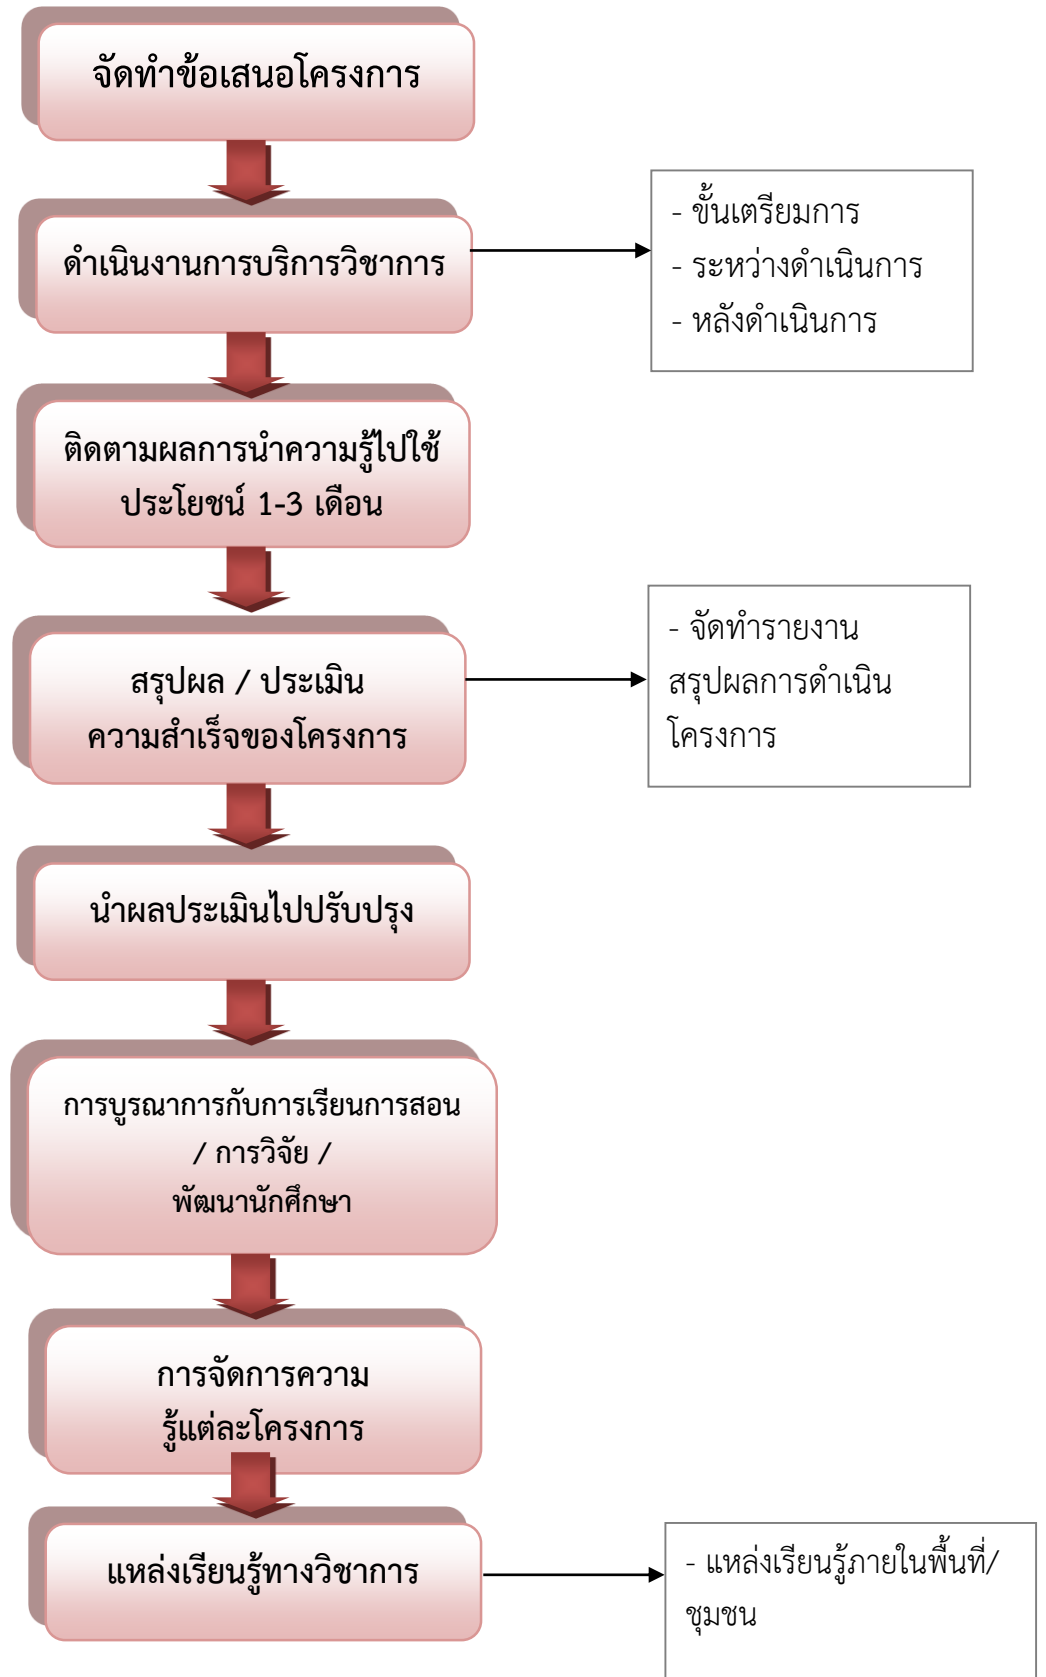 จัดทำข้อเสนอโครงการ
ดำเนินงานการบริการวิชาการ
- ขั้นเตรียมการ
- ระหว่างดำเนินการ
- หลังดำเนินการ
ติดตามผลการนำความรู้ไปใช้
ประโยชน์ 1-3 เดือน
สรุปผล / ประเมิน
ความสำเร็จของโครงการ
- จัดทำรายงาน
สรุปผลการดำเนิน
โครงการ
นำผลประเมินไปปรับปรุง
การบูรณาการกับการเรียนการสอน
/ การวิจัย /
พัฒนานักศึกษา
การจัดการความ
รู้แต่ละโครงการ
แหล่งเรียนรู้ทางวิชาการ
- แหล่งเรียนรู้ภายในพื้นที่/
ชุมชน